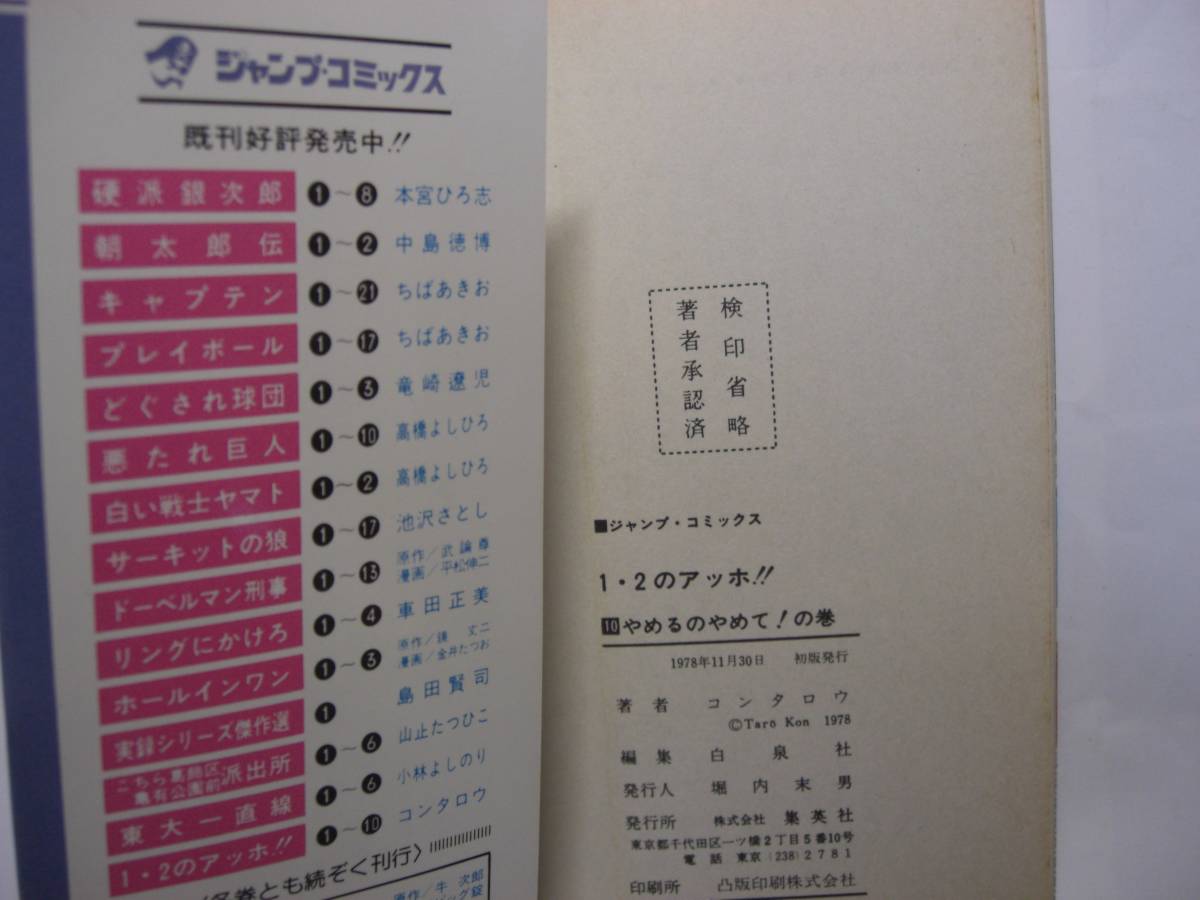 ジャンプ・コミックス
既刊好評発売中!!
硬派銀次郎 1～8 本宮ひろ志
朝太郎伝 1～2 中島徳博
キャプテン 1～21 ちばあきお
プレイボール 1～17 ちばあきお
どぐされ球団 1～3 竜崎遼児
悪たれ巨人 1～10 高橋よしひろ
白い戦士ヤマト 1～2 高橋よしひろ
サーキットの狼 1～17 池沢さとし
ドーベルマン刑事 1～13 原作/武論尊 漫画/平松伸二
リングにかけろ 1～4 車田正美
ホールインワン 1～3 原作/鏡丈二 漫画/金井たつお
実録シリーズ傑作選 1 島田賢司
こちら葛飾区亀有公園前派出所 1～6 山止たつひこ
東大一直線 1～6 小林よしのり
1・2のアッホ!! 1～10 コンタロウ
各巻とも続ぞく刊行〉
原作/牛次郎
ビッグ錠
検印省略
著者承認済
■ジャンプ・コミックス
1・2のアッホ!!
10やめるのやめて!の巻
1978年11月30日 初版発行
著者 コンタロウ
©Taro Kon 1978
編集 白泉社
発行人 堀内末男
発行所 株式会社 集英社
東京都千代田区一ツ橋2丁目5番10号
電話 東京(238)2781
印刷所 凸版印刷株式会社